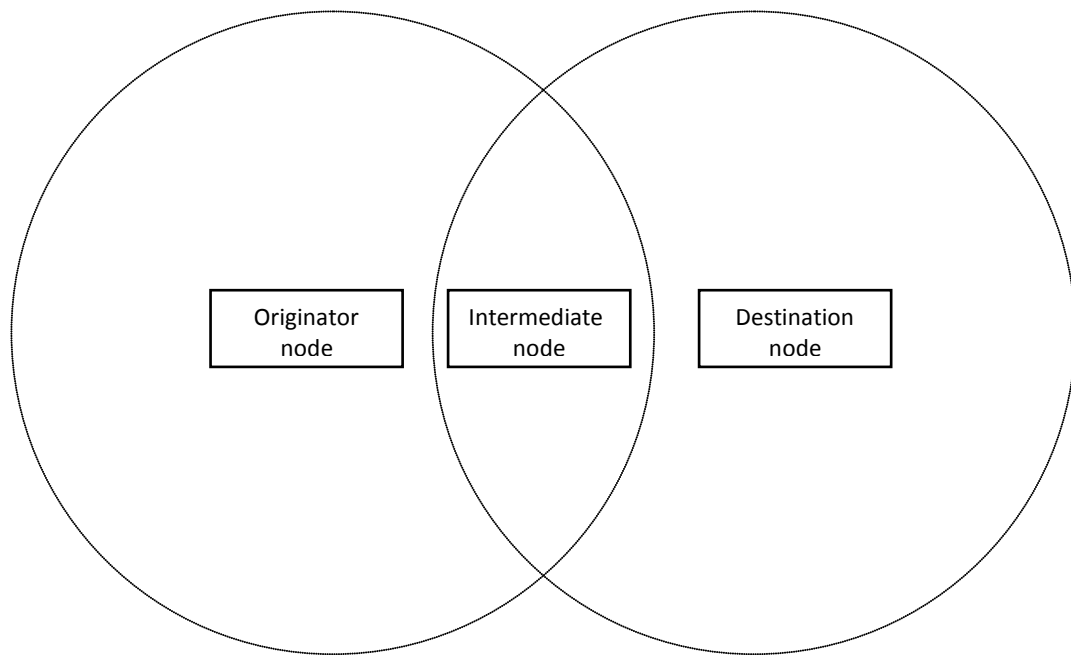 Originator
node
Intermediate
node
Destination
node